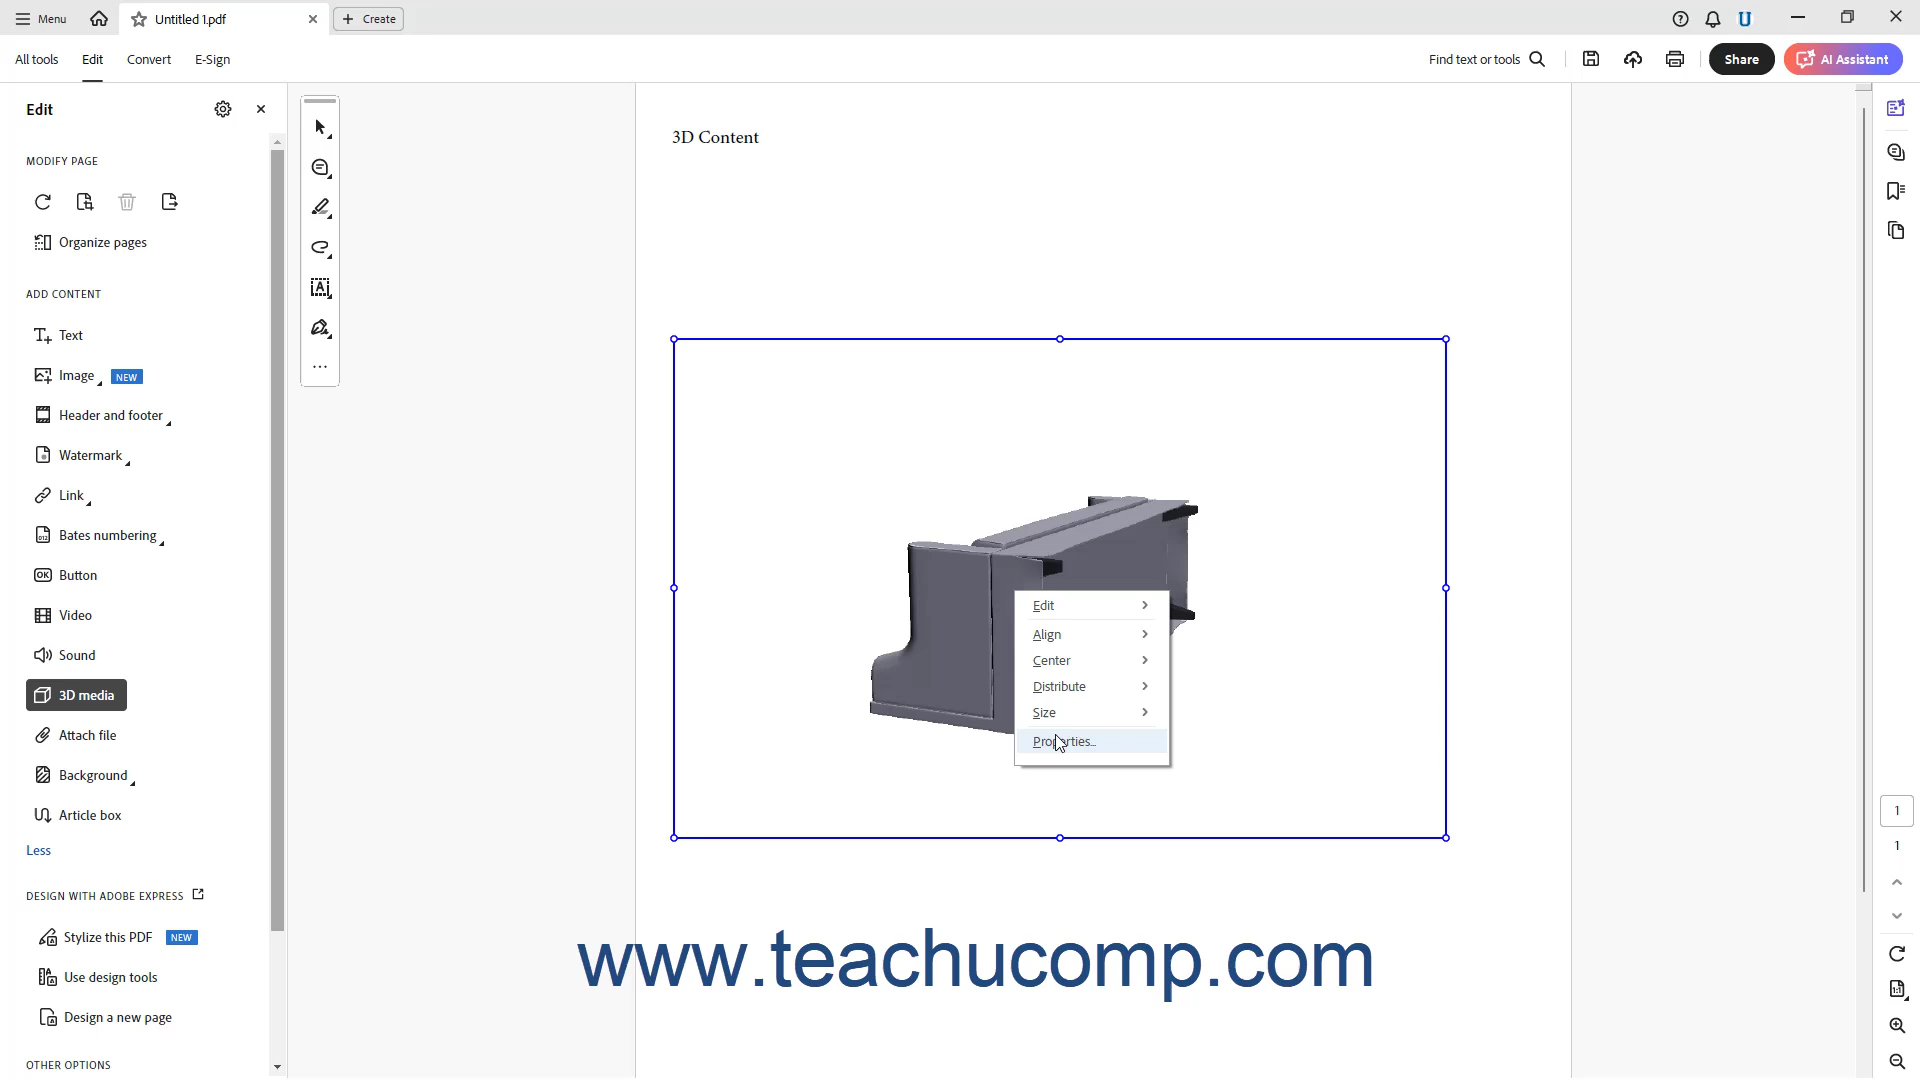 Menu
Untitled 1.pdf
Create
All tools
Edit
Convert
E-Sign
Find text or tools
Share
AI Assistant
Edit
MODIFY PAGE
Organize pages
ADD CONTENT
Text
Image NEW
Header and footer
Watermark
Link
Bates numbering
Button
Video
Sound
3D media
Attach file
Background
Article box
Less
DESIGN WITH ADOBE EXPRESS
Stylize this PDF NEW
Use design tools
Design a new page
OTHER OPTIONS
3D Content
Edit
Align
Center
Distribute
Size
Properties...
www.teachucomp.com
1
1